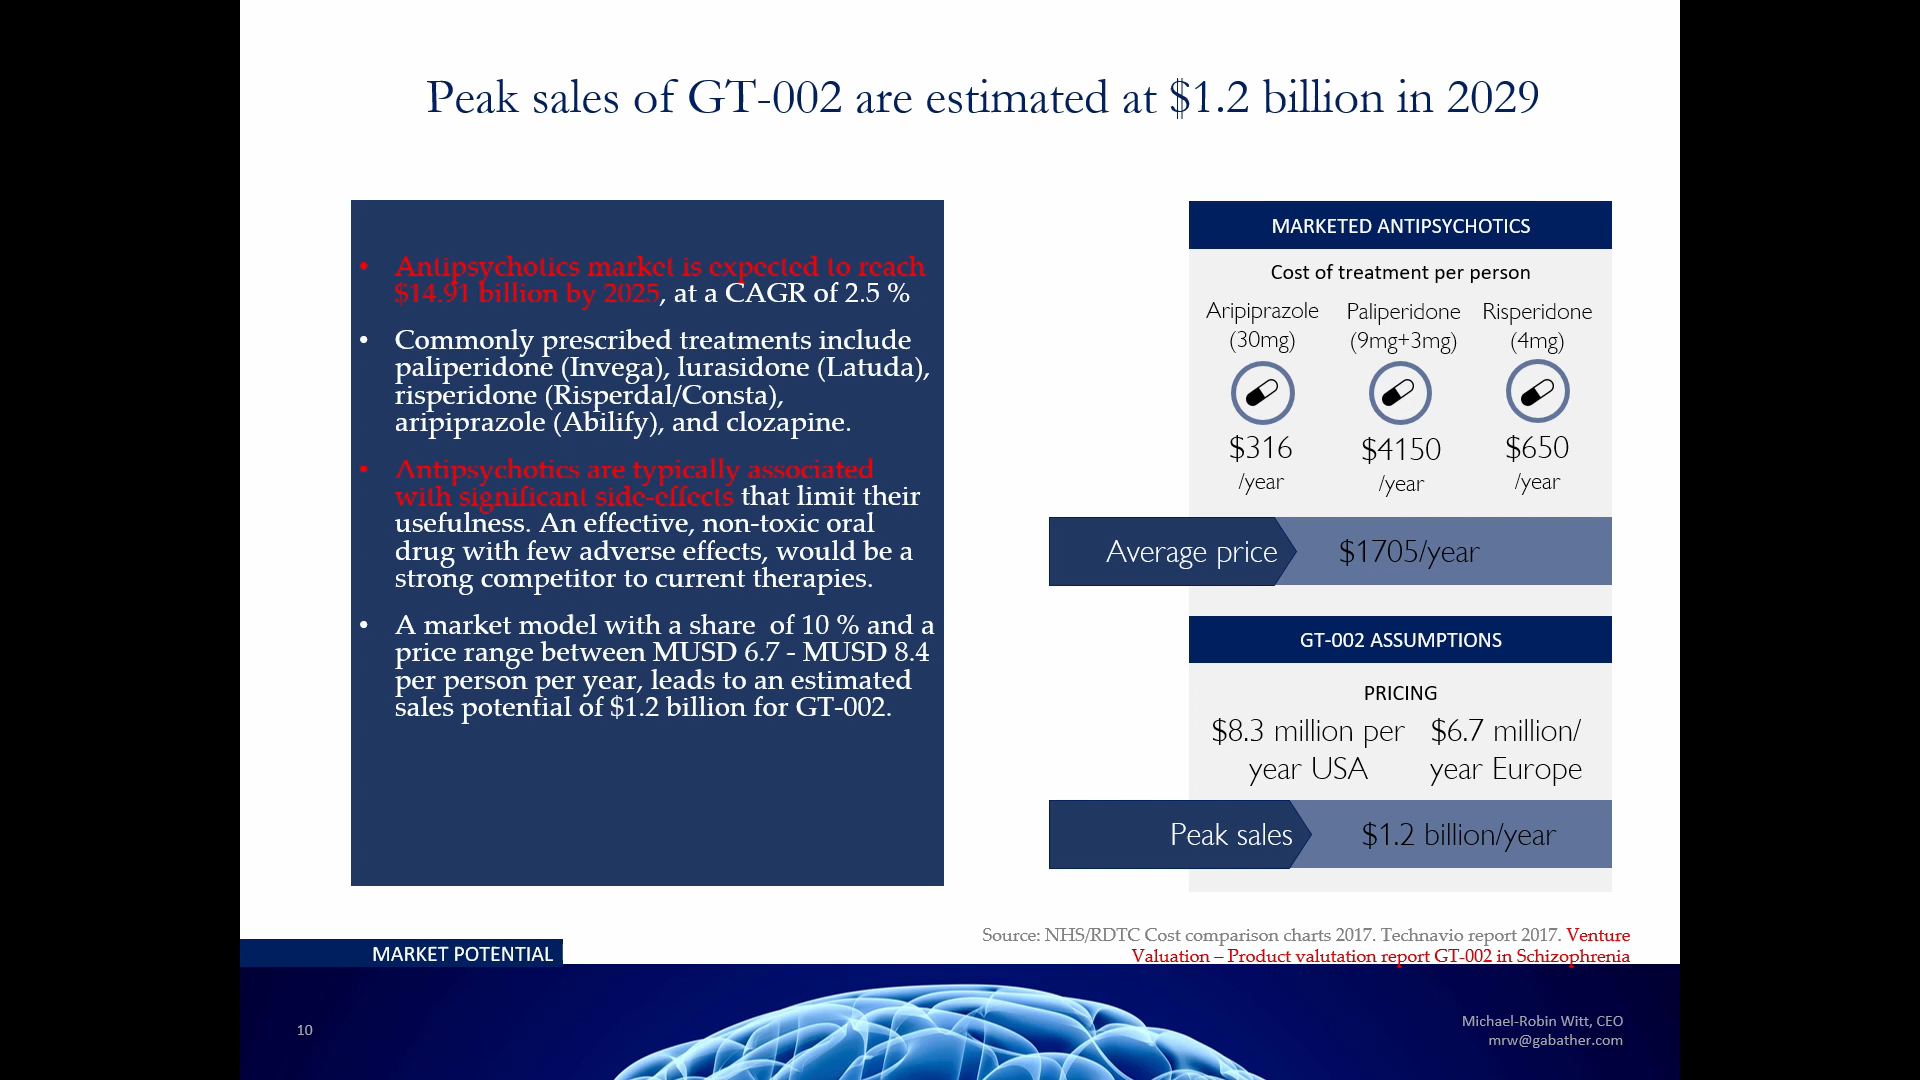 Peak sales of GT-002 are estimated at $1.2 billion in 2029
• Antipsychotics market is expected to reach
$14.91 billion by 2025, at a CAGR of 2.5 %
• Commonly prescribed treatments include
paliperidone (Invega), lurasidone (Latuda),
risperidone (Risperdal/Consta),
aripiprazole (Abilify), and clozapine.
• Antipsychotics are typically associated
with significant side-effects that limit their
usefulness. An effective, non-toxic oral
drug with few adverse effects, would be a
strong competitor to current therapies.
• A market model with a share  of 10 % and a
price range between MUSD 6.7 - MUSD 8.4
per person per year, leads to an estimated
sales potential of $1.2 billion for GT-002.
MARKETED ANTIPSYCHOTICS
Cost of treatment per person
Aripiprazole Paliperidone Risperidone
(30mg) (9mg+3mg) (4mg)
$316 $4150 $650
/year /year /year
Average price $1705/year
GT-002 ASSUMPTIONS
PRICING
$8.3 million per $6.7 million/
year USA year Europe
Peak sales $1.2 billion/year
Source: NHS/RDTC Cost comparison charts 2017. Technavio report 2017. Venture
Valuation – Product valutation report GT-002 in Schizophrenia
MARKET POTENTIAL
10
Michael-Robin Witt, CEO
mrw@gabather.com